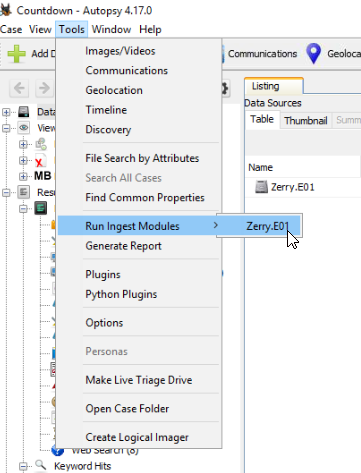 Countdown - Autopsy 4.17.0
Case View Tools Window Help
Add D
Communications
Geoloca
Images/Videos
Communications
Geolocation
Timeline
Discovery
File Search by Attributes
Search All Cases
Find Common Properties
Run Ingest Modules
Zerry.E01
Generate Report
Plugins
Python Plugins
Options
Personas
Make Live Triage Drive
Open Case Folder
Create Logical Imager
Listing
Data Sources
Table Thumbnail Summ
Name
Zerry.E01
Data
View
MB
Resu
Web Search (8)
Keyword Hits